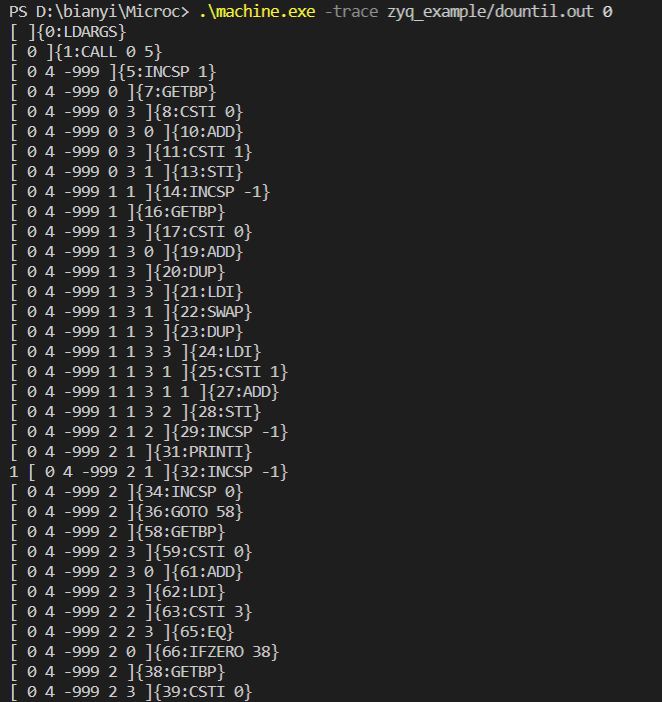 PS D:\bianyi\Microc> .\machine.exe -trace zyq_example/dountil.out 0
[ ]{0:LDARGS}
[ 0 ]{1:CALL 0 5}
[ 0 4 -999 ]{5:INCSP 1}
[ 0 4 -999 0 ]{7:GETBP}
[ 0 4 -999 0 3 ]{8:CSTI 0}
[ 0 4 -999 0 3 0 ]{10:ADD}
[ 0 4 -999 0 3 ]{11:CSTI 1}
[ 0 4 -999 0 3 1 ]{13:STI}
[ 0 4 -999 1 1 ]{14:INCSP -1}
[ 0 4 -999 1 ]{16:GETBP}
[ 0 4 -999 1 3 ]{17:CSTI 0}
[ 0 4 -999 1 3 0 ]{19:ADD}
[ 0 4 -999 1 3 ]{20:DUP}
[ 0 4 -999 1 3 3 ]{21:LDI}
[ 0 4 -999 1 3 1 ]{22:SWAP}
[ 0 4 -999 1 1 3 ]{23:DUP}
[ 0 4 -999 1 1 3 3 ]{24:LDI}
[ 0 4 -999 1 1 3 1 ]{25:CSTI 1}
[ 0 4 -999 1 1 3 1 1 ]{27:ADD}
[ 0 4 -999 1 1 3 2 ]{28:STI}
[ 0 4 -999 2 1 2 ]{29:INCSP -1}
[ 0 4 -999 2 1 ]{31:PRINTI}
1 [ 0 4 -999 2 1 ]{32:INCSP -1}
[ 0 4 -999 2 ]{34:INCSP 0}
[ 0 4 -999 2 ]{36:GOTO 58}
[ 0 4 -999 2 ]{58:GETBP}
[ 0 4 -999 2 3 ]{59:CSTI 0}
[ 0 4 -999 2 3 0 ]{61:ADD}
[ 0 4 -999 2 3 ]{62:LDI}
[ 0 4 -999 2 2 ]{63:CSTI 3}
[ 0 4 -999 2 2 3 ]{65:EQ}
[ 0 4 -999 2 0 ]{66:IFZERO 38}
[ 0 4 -999 2 ]{38:GETBP}
[ 0 4 -999 2 3 ]{39:CSTI 0}